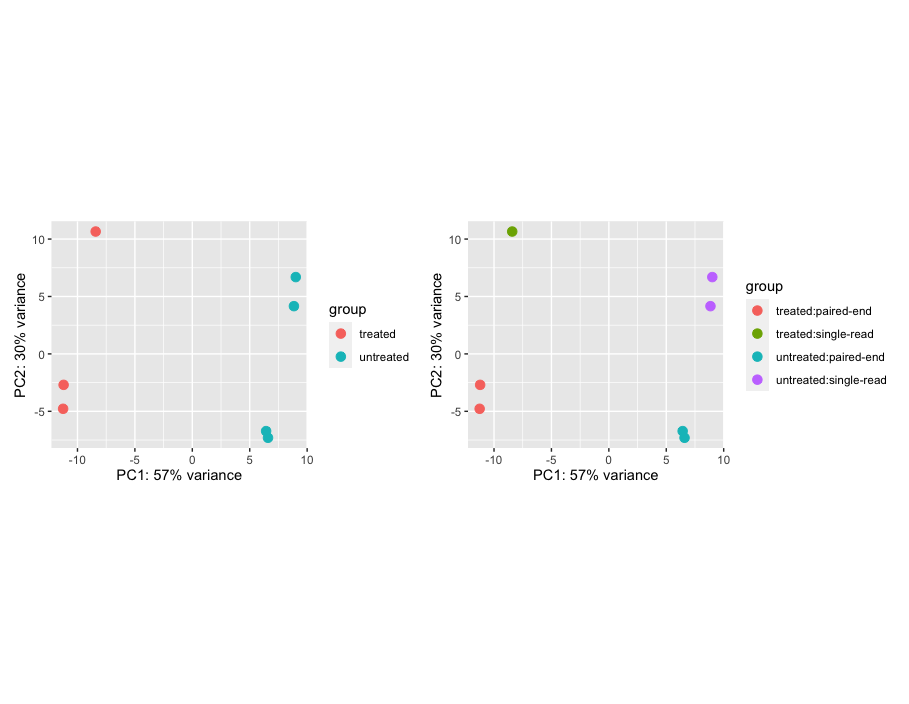 10
5
0
-5
-10
-5
0
5
10
PC1: 57% variance
PC2: 30% variance
group
treated
untreated
10
5
0
-5
-10
-5
0
5
10
PC1: 57% variance
PC2: 30% variance
group
treated:paired-end
treated:single-read
untreated:paired-end
untreated:single-read